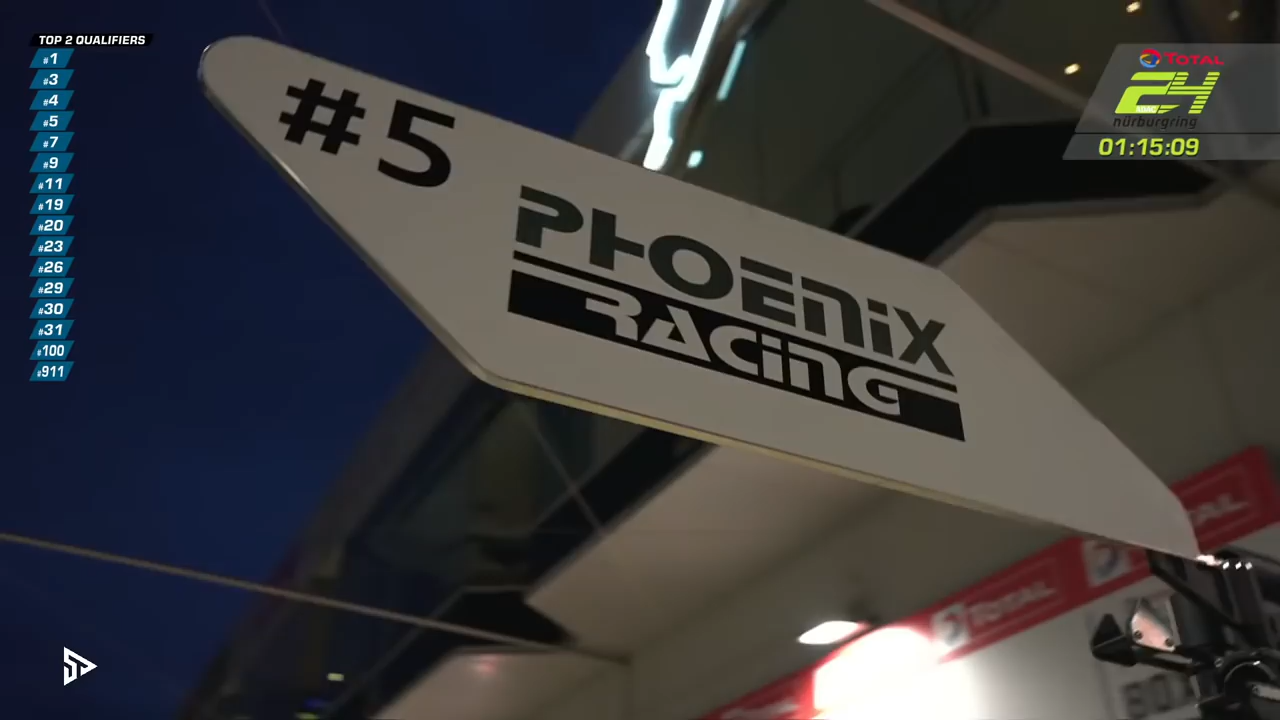 TOP 2 QUALIFIERS
#1
#3
#4
#5
#7
#9
#11
#19
#20
#23
#26
#29
#30
#31
#100
#911
#5
PHOENIX
RACING
TOTAL
24
ADAC
nürburgring
01:15:09
TOTAL
TOTAL